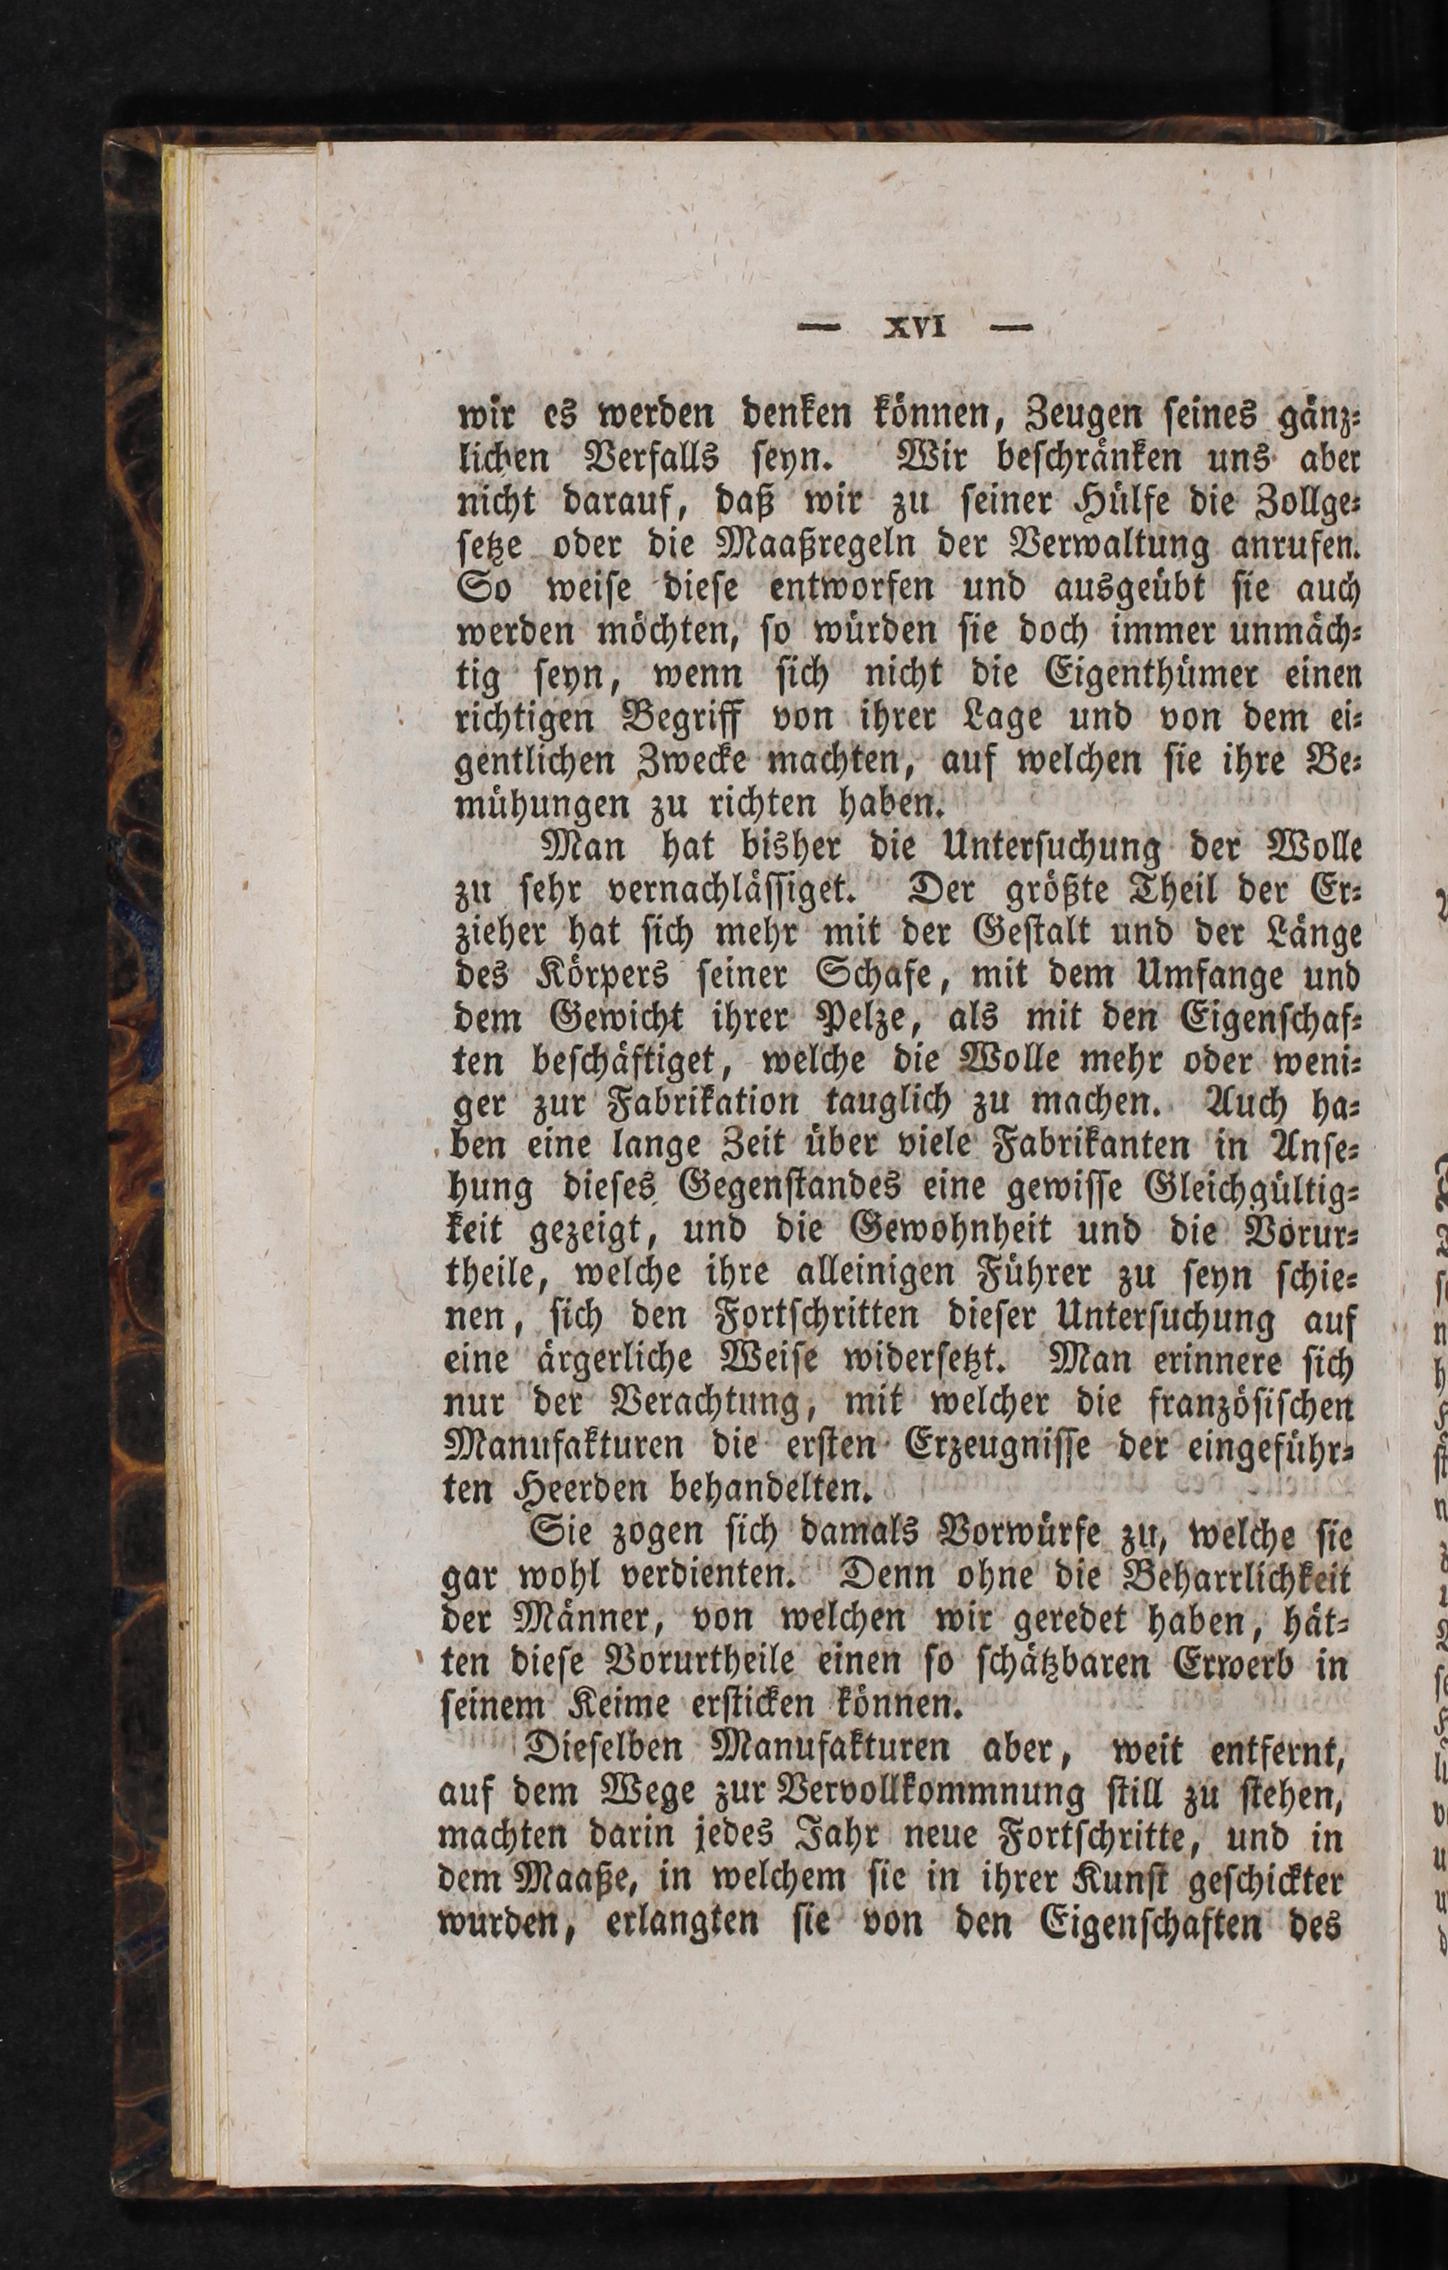 — XVI —
wir es werden denken können, Zeugen seines gänz⸗
lichen Verfalls seyn. Wir beschränken uns aber
nicht darauf, daß wir zu seiner Hülfe die Zollge⸗
setze oder die Maaßregeln der Verwaltung anrufen.
So weise diese entworfen und ausgeübt sie auch
werden möchten, so würden sie doch immer unmäch⸗
tig seyn, wenn sich nicht die Eigenthümer einen
richtigen Begriff von ihrer Lage und von dem ei⸗
gentlichen Zwecke machten, auf welchen sie ihre Be⸗
mühungen zu richten haben.
Man hat bisher die Untersuchung der Wolle
zu sehr vernachlässiget. Der größte Theil der Er⸗
zieher hat sich mehr mit der Gestalt und der Länge
des Körpers seiner Schafe, mit dem Umfange und
dem Gewicht ihrer Pelze, als mit den Eigenschaf⸗
ten beschäftiget, welche die Wolle mehr oder weni⸗
ger zur Fabrikation tauglich zu machen. Auch ha⸗
ben eine lange Zeit über viele Fabrikanten in Anse⸗
hung dieses Gegenstandes eine gewisse Gleichgültig⸗
keit gezeigt, und die Gewohnheit und die Vorur⸗
theile, welche ihre alleinigen Führer zu seyn schie⸗
nen, sich den Fortschritten dieser Untersuchung auf
eine ärgerliche Weise widersetzt. Man erinnere sich
nur der Verachtung, mit welcher die französischen
Manufakturen die ersten Erzeugnisse der eingeführ⸗
ten Heerden behandelten.
Sie zogen sich damals Vorwürfe zu, welche sie
gar wohl verdienten. Denn ohne die Beharrlichkeit
der Männer, von welchen wir geredet haben, hät⸗
ten diese Vorurtheile einen so schätzbaren Erwerb in
seinem Keime ersticken können.
Dieselben Manufakturen aber, weit entfernt,
auf dem Wege zur Vervollkommmnung still zu stehen,
machten darin jedes Jahr neue Fortschritte, und in
dem Maaße, in welchem sie in ihrer Kunst geschickter
wurden, erlangten sie von den Eigenschaften des